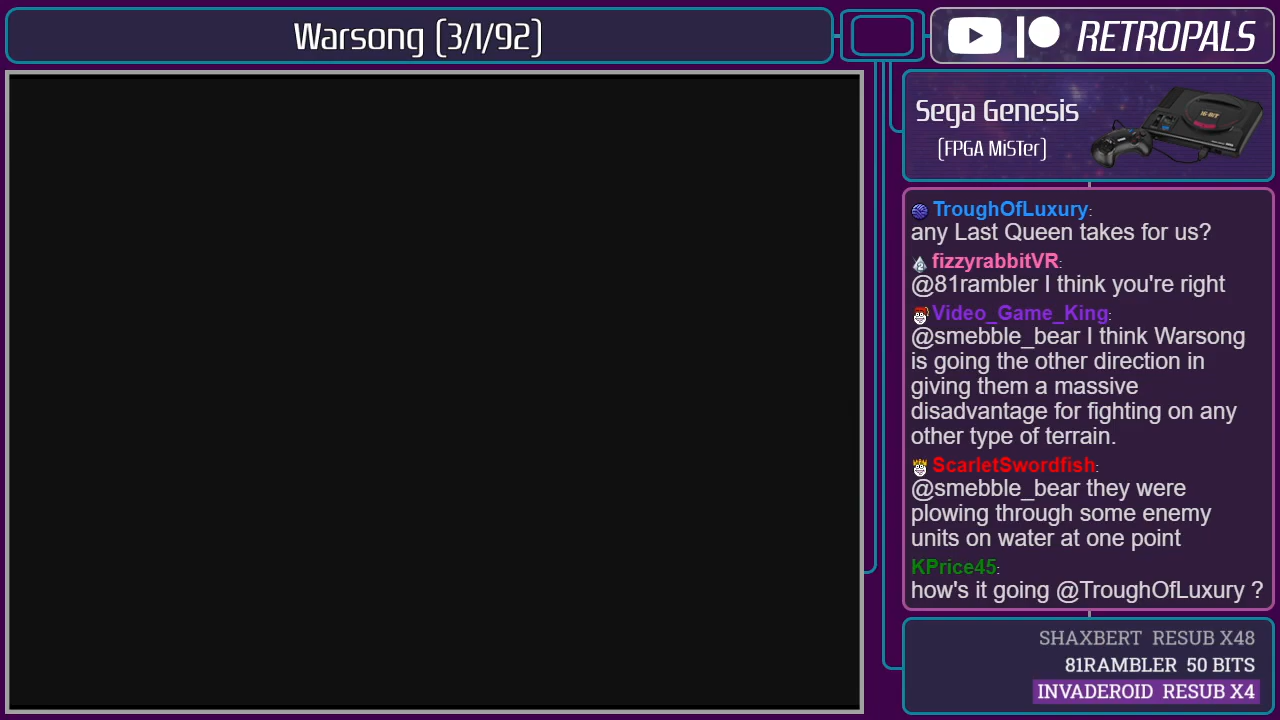 Warsong (3/1/92)
RETROPALS
Sega Genesis
(FPGA MiSTer)
HI-BIT
TroughOfLuxury:
any Last Queen takes for us?
fizzyrabbitVR:
@81rambler I think you're right
Video_Game_King:
@smebble_bear I think Warsong
is going the other direction in
giving them a massive
disadvantage for fighting on any
other type of terrain.
ScarletSwordfish:
@smebble_bear they were
plowing through some enemy
units on water at one point
KPrice45:
how's it going @TroughOfLuxury ?
SHAXBERT RESUB X48
81RAMBLER 50 BITS
INVADEROID RESUB X4